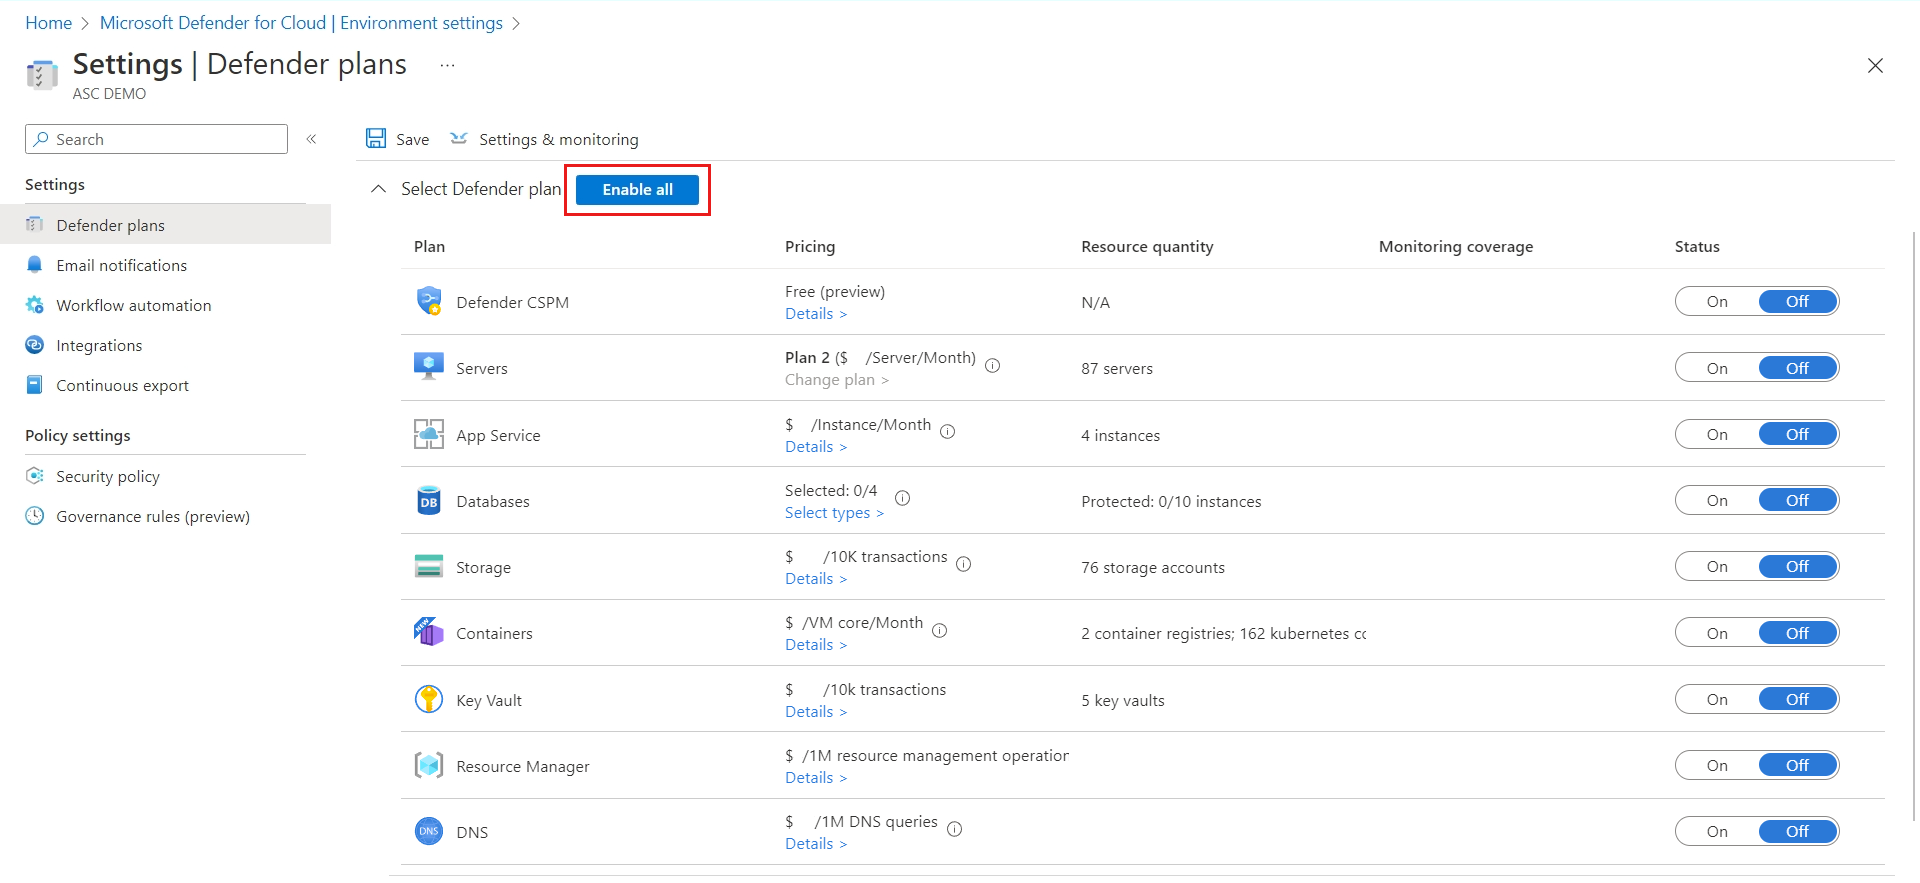 Home > Microsoft Defender for Cloud | Environment settings >
Settings | Defender plans ...
ASC DEMO
Search «
Save Settings & monitoring
Settings
Select Defender plan Enable all
Defender plans
Email notifications
Workflow automation
Integrations
Continuous export
Policy settings
Security policy
Governance rules (preview)
Plan Pricing Resource quantity Monitoring coverage Status
Defender CSPM Free (preview) N/A On Off
Details >
Servers Plan 2 ($ /Server/Month) 87 servers On Off
Change plan >
App Service $ /Instance/Month 4 instances On Off
Details >
Databases Selected: 0/4 Protected: 0/10 instances On Off
Select types >
DB
Storage $ /10K transactions 76 storage accounts On Off
Details >
NEW
Containers $ /VM core/Month 2 container registries; 162 kubernetes co On Off
Details >
Key Vault $ /10k transactions 5 key vaults On Off
Details >
Resource Manager $ /1M resource management operation On Off
Details >
DNS DNS $ /1M DNS queries On Off
Details >